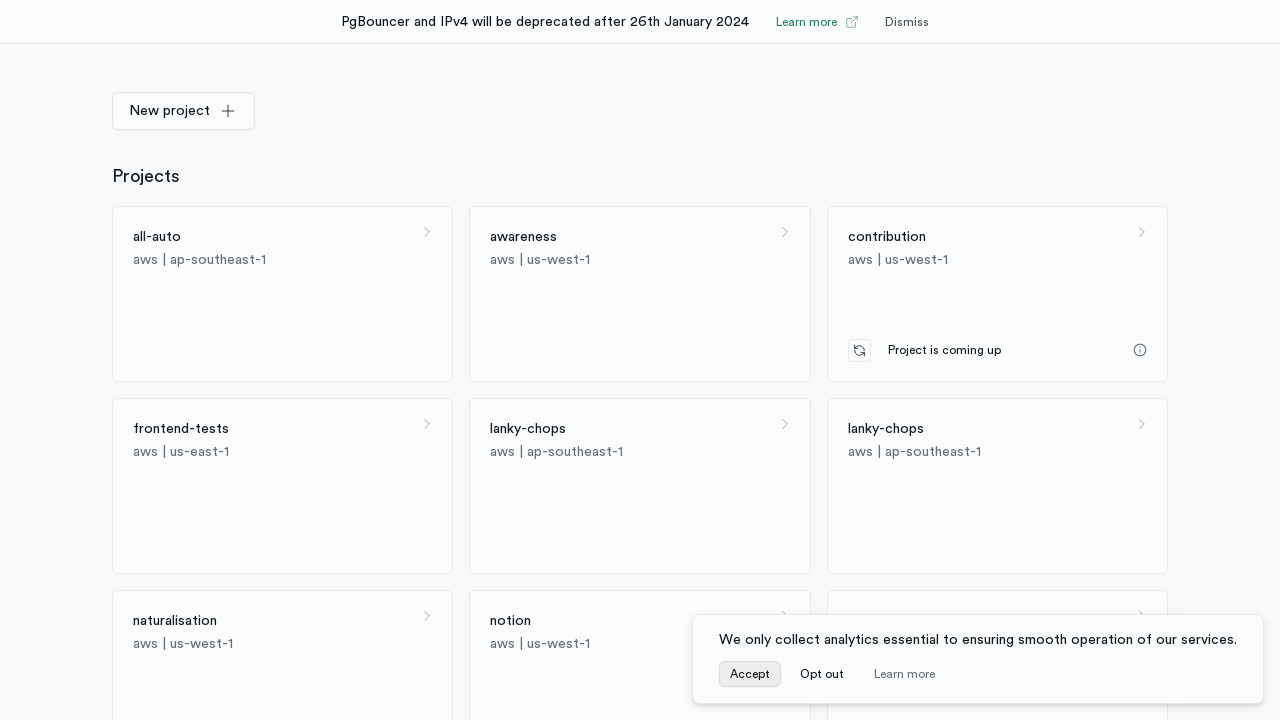 PgBouncer and IPv4 will be deprecated after 26th January 2024 Learn more Dismiss
New project
Projects
all-auto
aws | ap-southeast-1
awareness
aws | us-west-1
contribution
aws | us-west-1
Project is coming up
frontend-tests
aws | us-east-1
lanky-chops
aws | ap-southeast-1
lanky-chops
aws | ap-southeast-1
naturalisation
aws | us-west-1
notion
aws | us-west-1
We only collect analytics essential to ensuring smooth operation of our services.
Accept Opt out Learn more